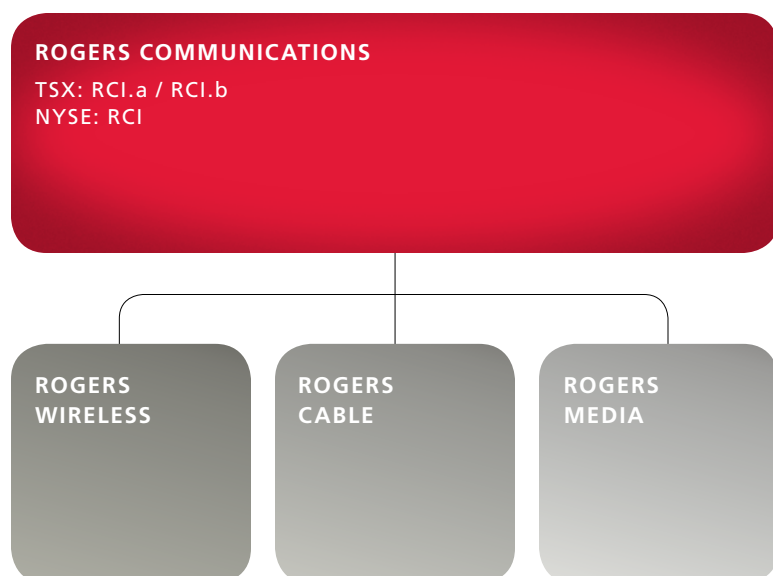 ROGERS COMMUNICATIONS
TSX: RCI.a / RCI.b
NYSE: RCI
ROGERS
WIRELESS
ROGERS
CABLE
ROGERS
MEDIA